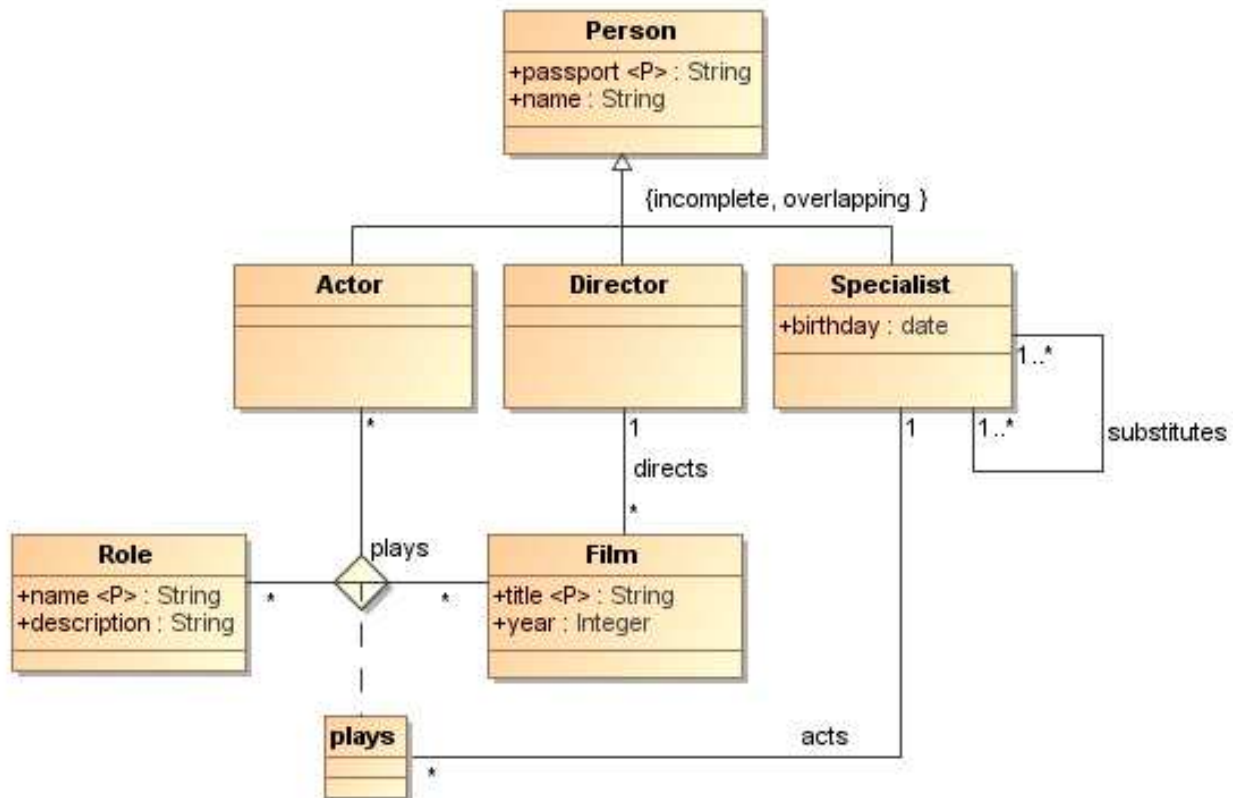 Person
+passport <P> : String
+name : String
{incomplete, overlapping }
Actor
Director
Specialist
+birthday : date
1..*
1..*
substitutes
*
1
1
directs
*
plays
Role
+name <P> : String
+description : String
*
*
Film
+title <P> : String
+year : Integer
plays
*
acts